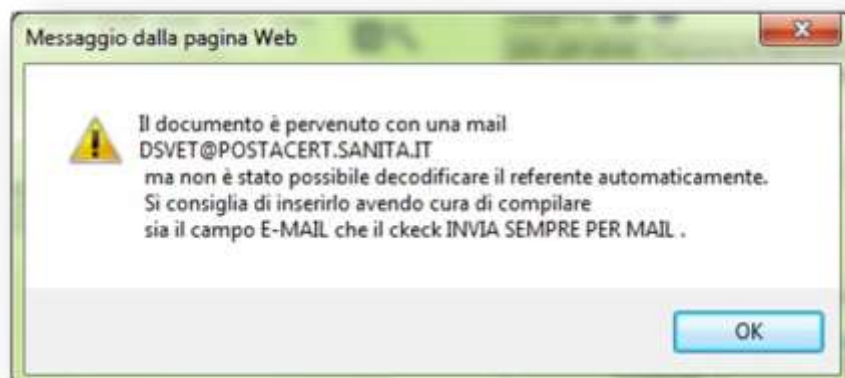 Messaggio dalla pagina Web
Il documento è pervenuto con una mail
DSVET@POSTACERT.SANITA.IT
ma non è stato possibile decodificare il referente automaticamente.
Si consiglia di inserirlo avendo cura di compilare
sia il campo E-MAIL che il ckeck INVIA SEMPRE PER MAIL .
OK